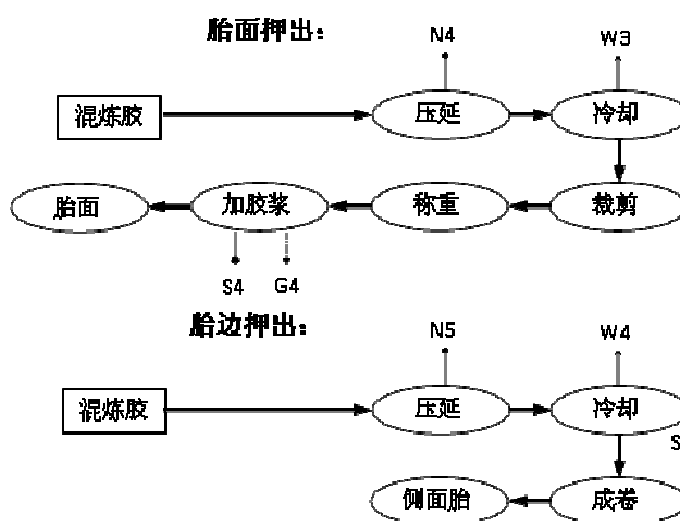 胎面押出：
N4
W3
混炼胶
压延
冷却
胎面
加胶浆
称重
裁剪
S4
G4
胎边押出：
N5
W4
混炼胶
压延
冷却
S
侧面胎
成卷